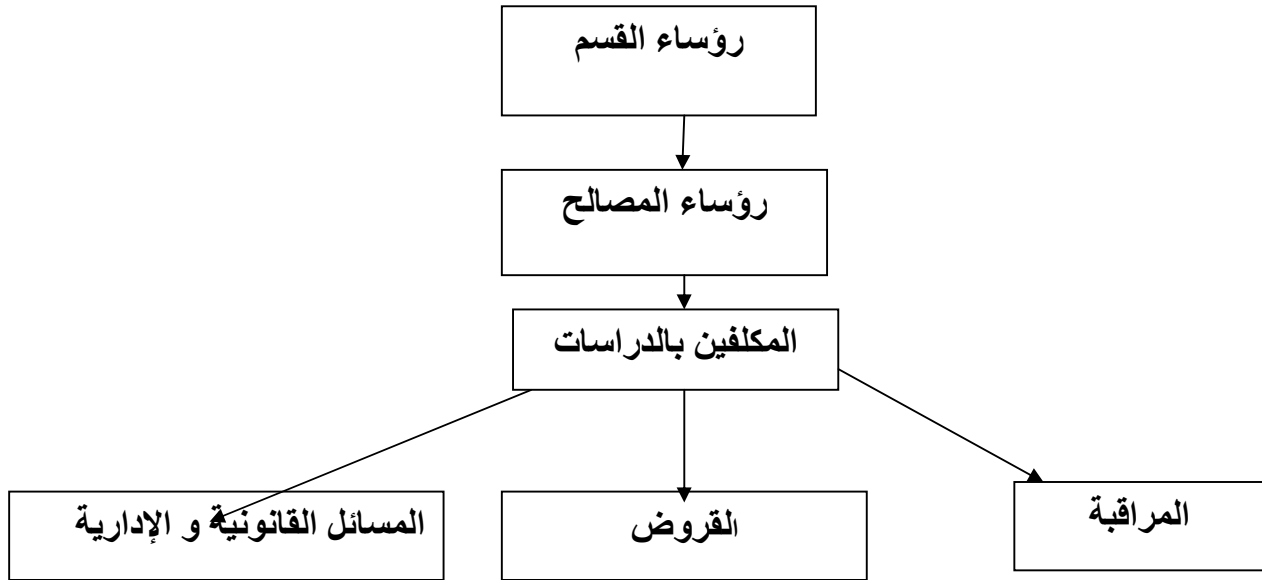 رؤساء القسم
رؤساء المصالح
المكلفين بالدراسات
المراقبة
القروض
المسائل القانونية و الإدارية